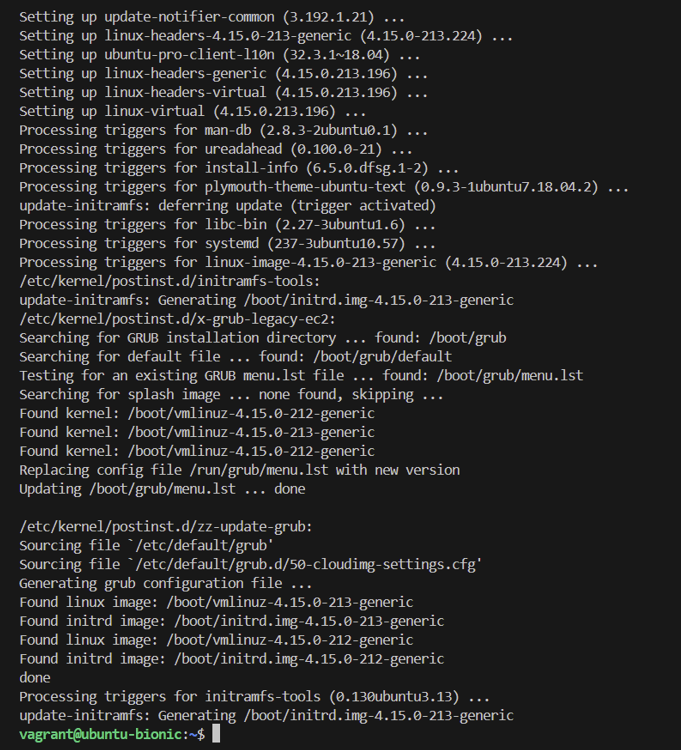 Setting up update-notifier-common (3.192.1.21) ...
Setting up linux-headers-4.15.0-213-generic (4.15.0-213.224) ...
Setting up ubuntu-pro-client-l10n (32.3.1~18.04) ...
Setting up linux-headers-generic (4.15.0.213.196) ...
Setting up linux-headers-virtual (4.15.0.213.196) ...
Setting up linux-virtual (4.15.0.213.196) ...
Processing triggers for man-db (2.8.3-2ubuntu0.1) ...
Processing triggers for ureadahead (0.100.0-21) ...
Processing triggers for install-info (6.5.0.dfsg.1-2) ...
Processing triggers for plymouth-theme-ubuntu-text (0.9.3-1ubuntu7.18.04.2) ...
update-initramfs: deferring update (trigger activated)
Processing triggers for libc-bin (2.27-3ubuntu1.6) ...
Processing triggers for systemd (237-3ubuntu10.57) ...
Processing triggers for linux-image-4.15.0-213-generic (4.15.0-213.224) ...
/etc/kernel/postinst.d/initramfs-tools:
update-initramfs: Generating /boot/initrd.img-4.15.0-213-generic
/etc/kernel/postinst.d/x-grub-legacy-ec2:
Searching for GRUB installation directory ... found: /boot/grub
Searching for default file ... found: /boot/grub/default
Testing for an existing GRUB menu.lst file ... found: /boot/grub/menu.lst
Searching for splash image ... none found, skipping ...
Found kernel: /boot/vmlinuz-4.15.0-212-generic
Found kernel: /boot/vmlinuz-4.15.0-213-generic
Found kernel: /boot/vmlinuz-4.15.0-212-generic
Replacing config file /run/grub/menu.lst with new version
Updating /boot/grub/menu.lst ... done
/etc/kernel/postinst.d/zz-update-grub:
Sourcing file `/etc/default/grub'
Sourcing file `/etc/default/grub.d/50-cloudimg-settings.cfg'
Generating grub configuration file ...
Found linux image: /boot/vmlinuz-4.15.0-213-generic
Found initrd image: /boot/initrd.img-4.15.0-213-generic
Found linux image: /boot/vmlinuz-4.15.0-212-generic
Found initrd image: /boot/initrd.img-4.15.0-212-generic
done
Processing triggers for initramfs-tools (0.130ubuntu3.13) ...
update-initramfs: Generating /boot/initrd.img-4.15.0-213-generic
vagrant@ubuntu-bionic:~$